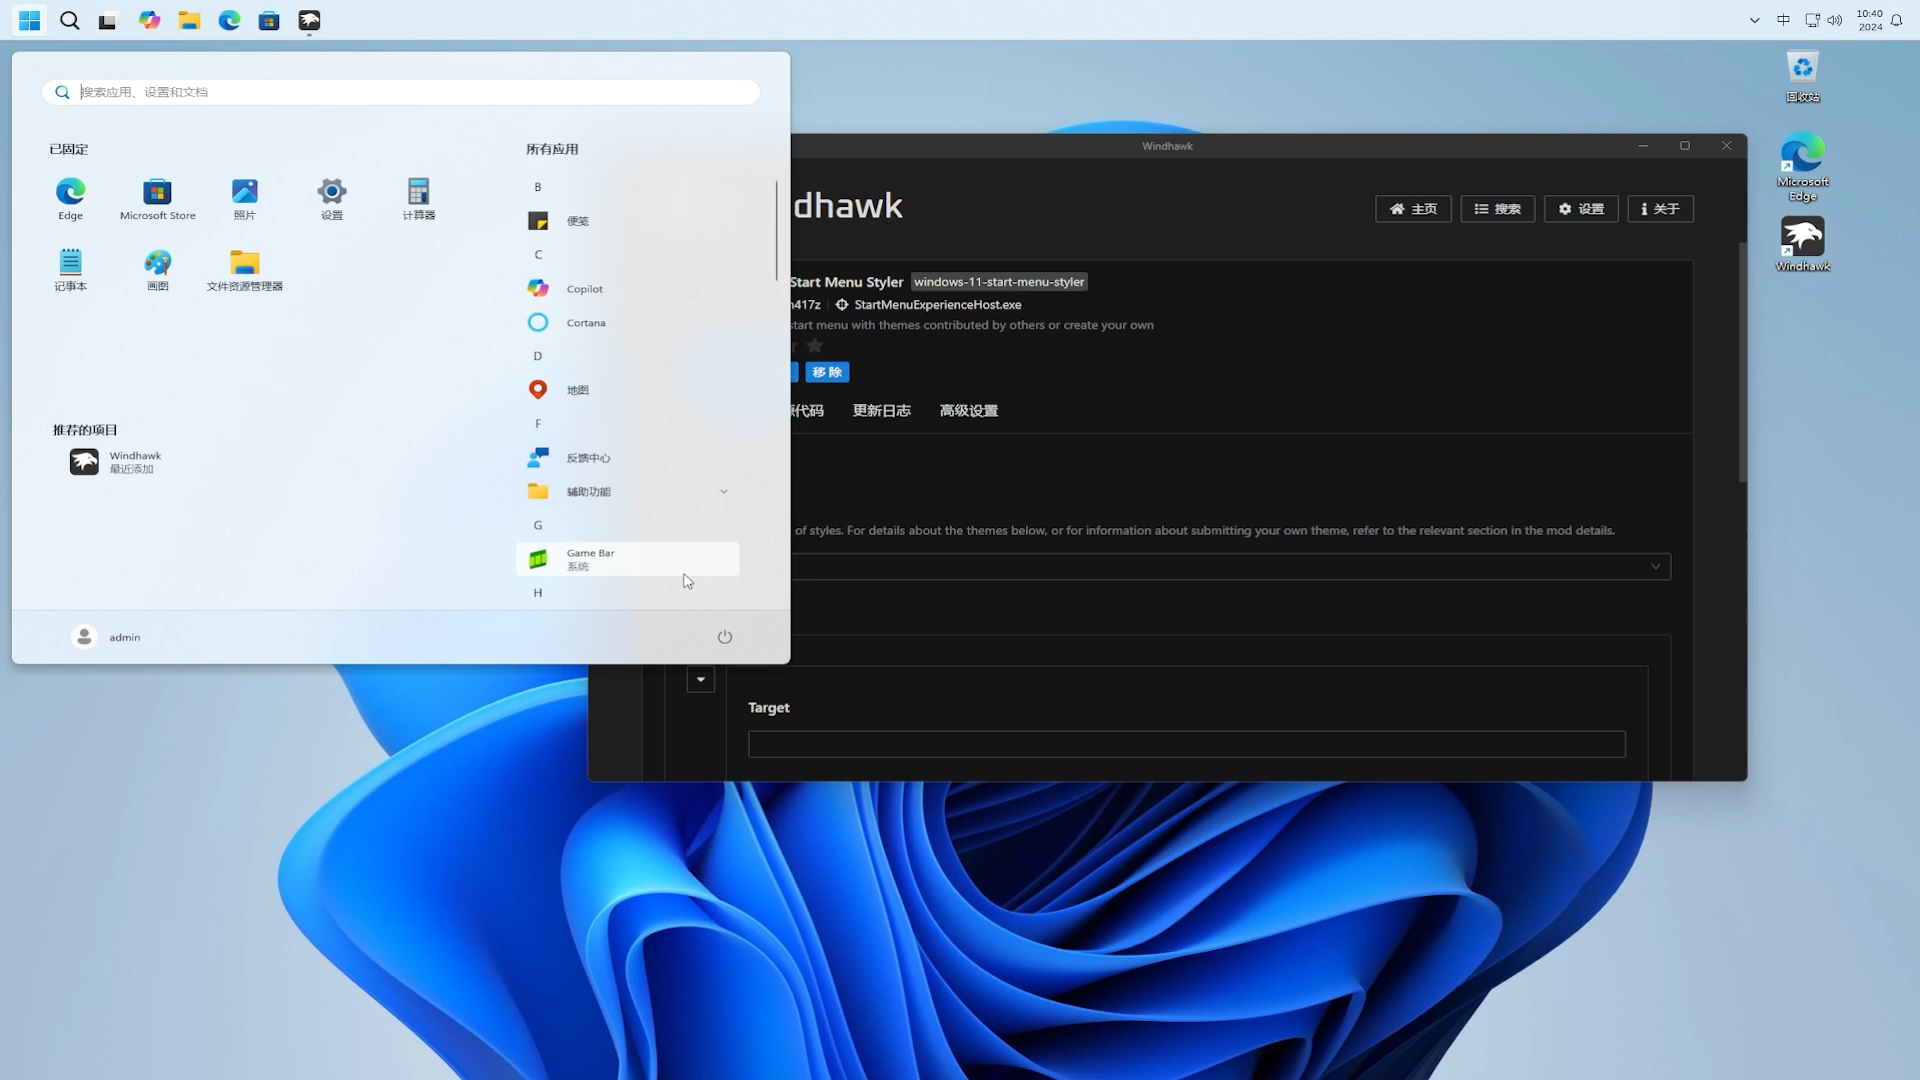 中
10:40
2024
搜索应用、设置和文档
已固定
Edge
Microsoft Store
照片
设置
计算器
记事本
画图
文件资源管理器
推荐的项目
Windhawk
最近添加
所有应用
B
便笺
C
Copilot
Cortana
D
地图
F
反馈中心
辅助功能
G
Game Bar
系统
H
admin
Windhawk
dhawk
主页
搜索
设置
关于
Start Menu Styler windows-11-start-menu-styler
417z StartMenuExperienceHost.exe
start menu with themes contributed by others or create your own
移除
代码 更新日志 高级设置
of styles. For details about the themes below, or for information about submitting your own theme, refer to the relevant section in the mod details.
Target
回收站
Microsoft
Edge
Windhawk